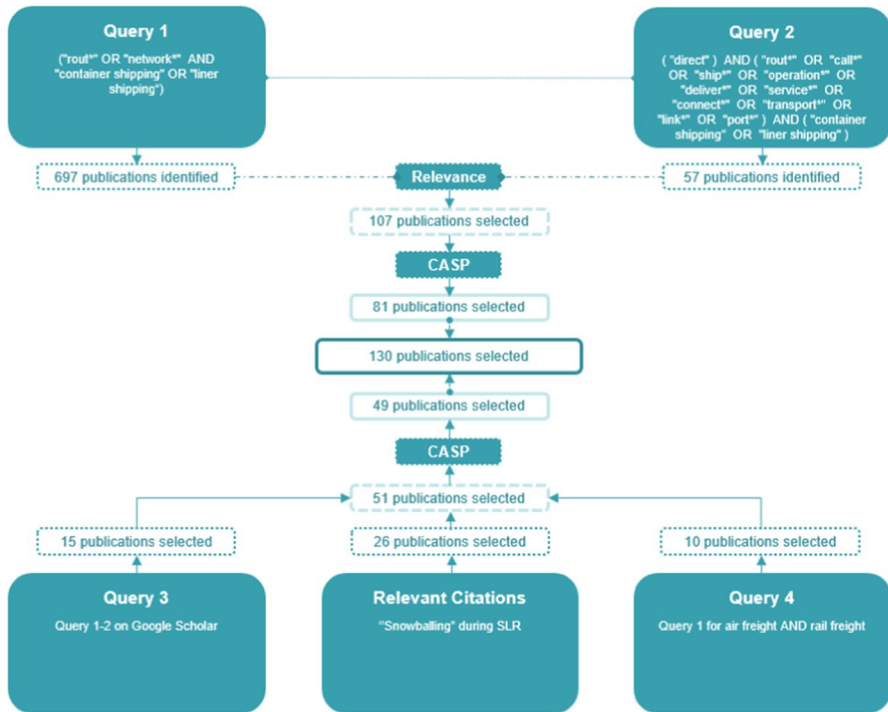 Query 1
("rout*" OR "network*" AND
"container shipping" OR "liner
shipping")
Query 2
( "direct" ) AND ( "rout*" OR "call*"
OR "ship*" OR "operation*" OR
"deliver*" OR "service*" OR
"connect*" OR "transport*" OR
"link*" OR "port*" ) AND ( "container
shipping" OR "liner shipping" )
697 publications identified
Relevance
57 publications identified
107 publications selected
CASP
81 publications selected
130 publications selected
49 publications selected
CASP
51 publications selected
15 publications selected
26 publications selected
10 publications selected
Query 3
Query 1-2 on Google Scholar
Relevant Citations
"Snowballing" during SLR
Query 4
Query 1 for air freight AND rail freight